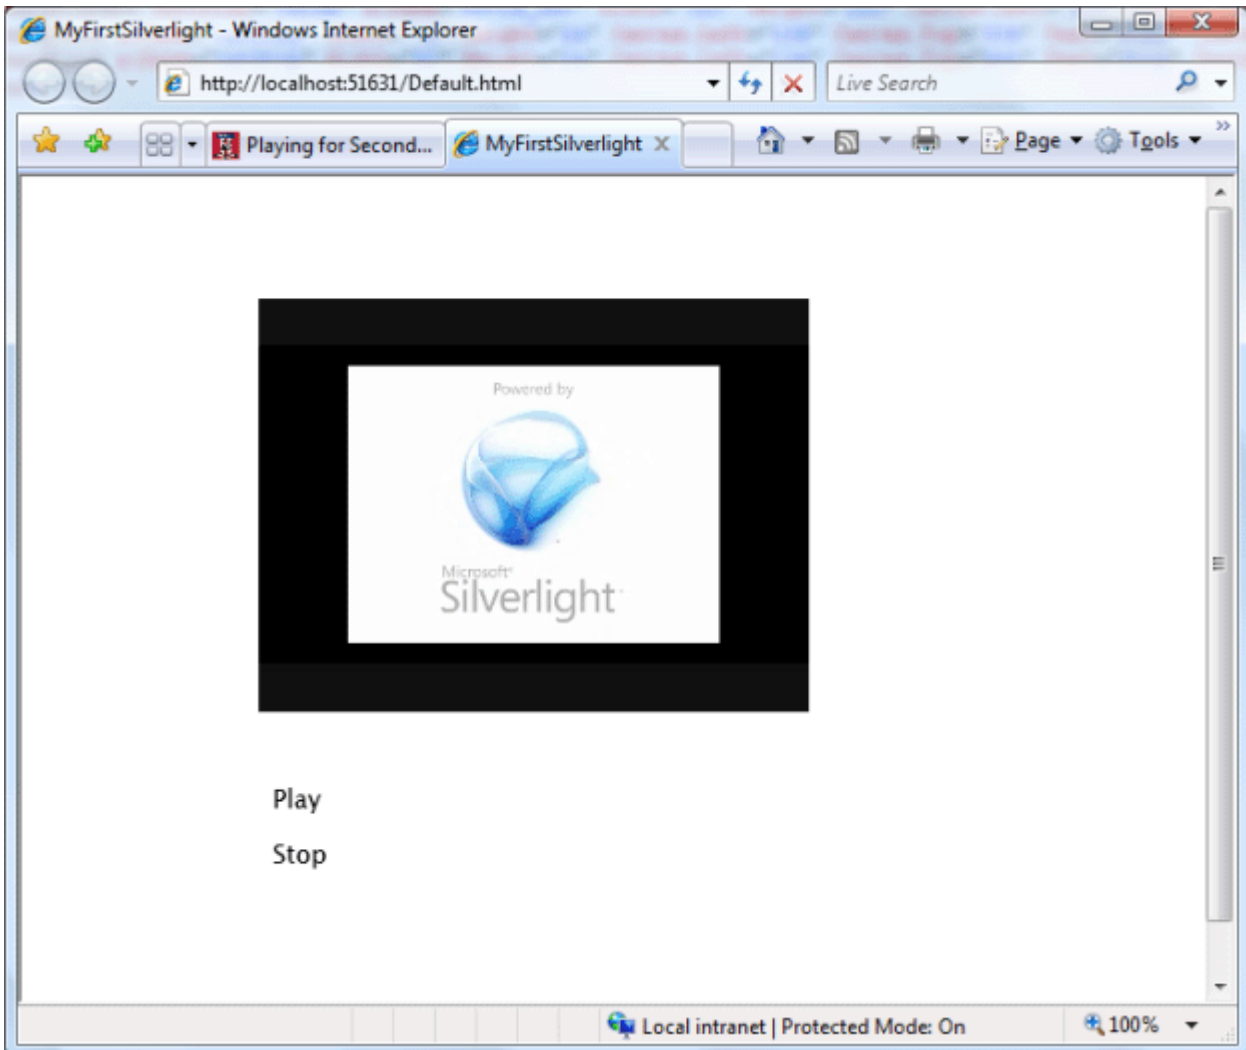 MyFirstSilverlight - Windows Internet Explorer
http://localhost:51631/Default.html
Live Search
Playing for Second...
MyFirstSilverlight
Page
Tools
Powered by
Microsoft®
Silverlight
Play
Stop
Local intranet | Protected Mode: On
100%